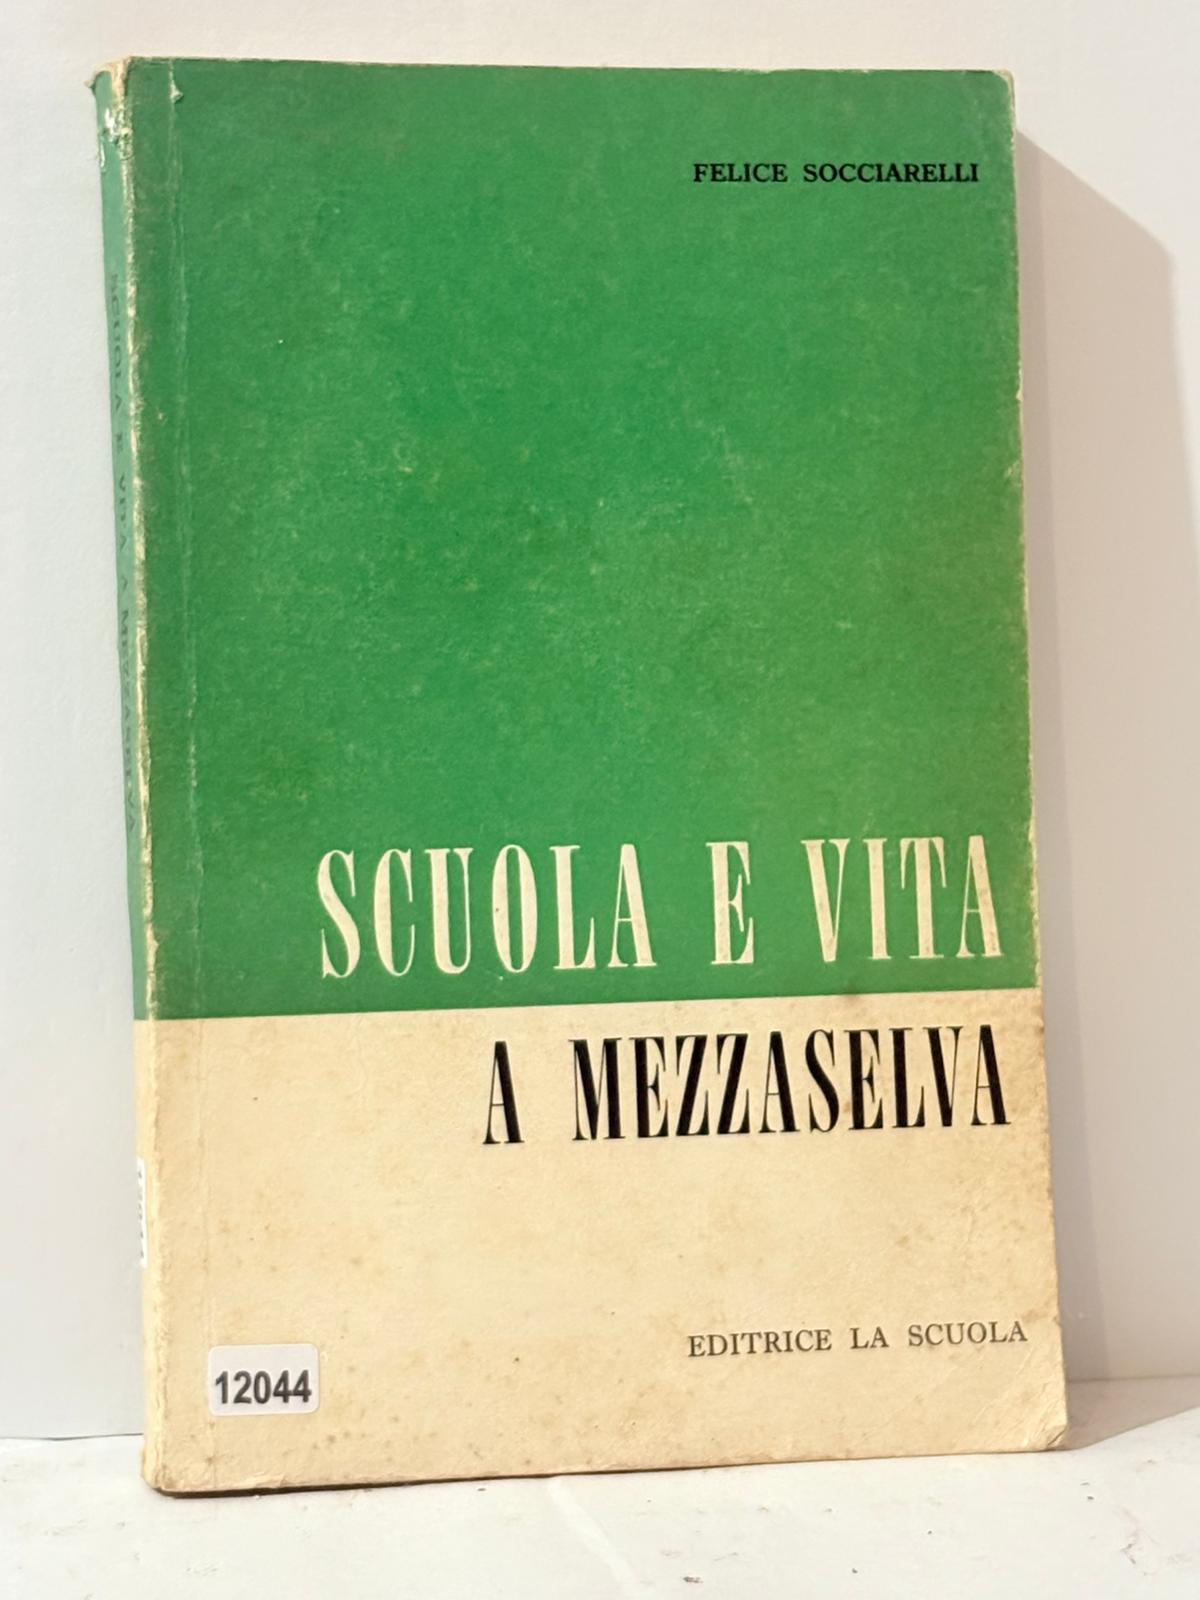 FELICE SOCCIARELLI
SCUOLA E VITA
A MEZZASELVA
EDITRICE LA SCUOLA
12044
SCUOLA E VITA A MEZZASELVA